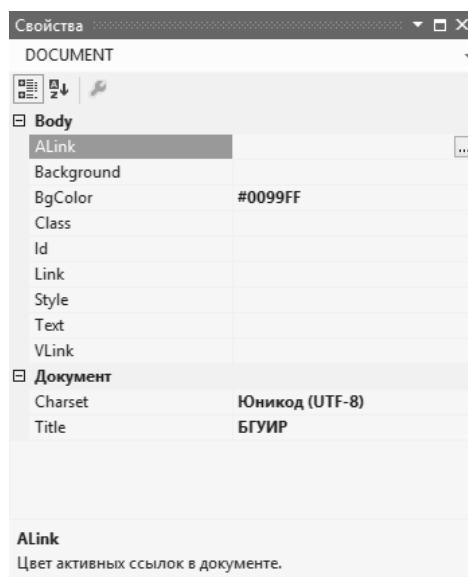 Свойства
DOCUMENT
Body
ALink ...
Background
BgColor #0099FF
Class
Id
Link
Style
Text
VLink
Документ
Charset Юникод (UTF-8)
Title БГУИР
ALink
Цвет активных ссылок в документе.